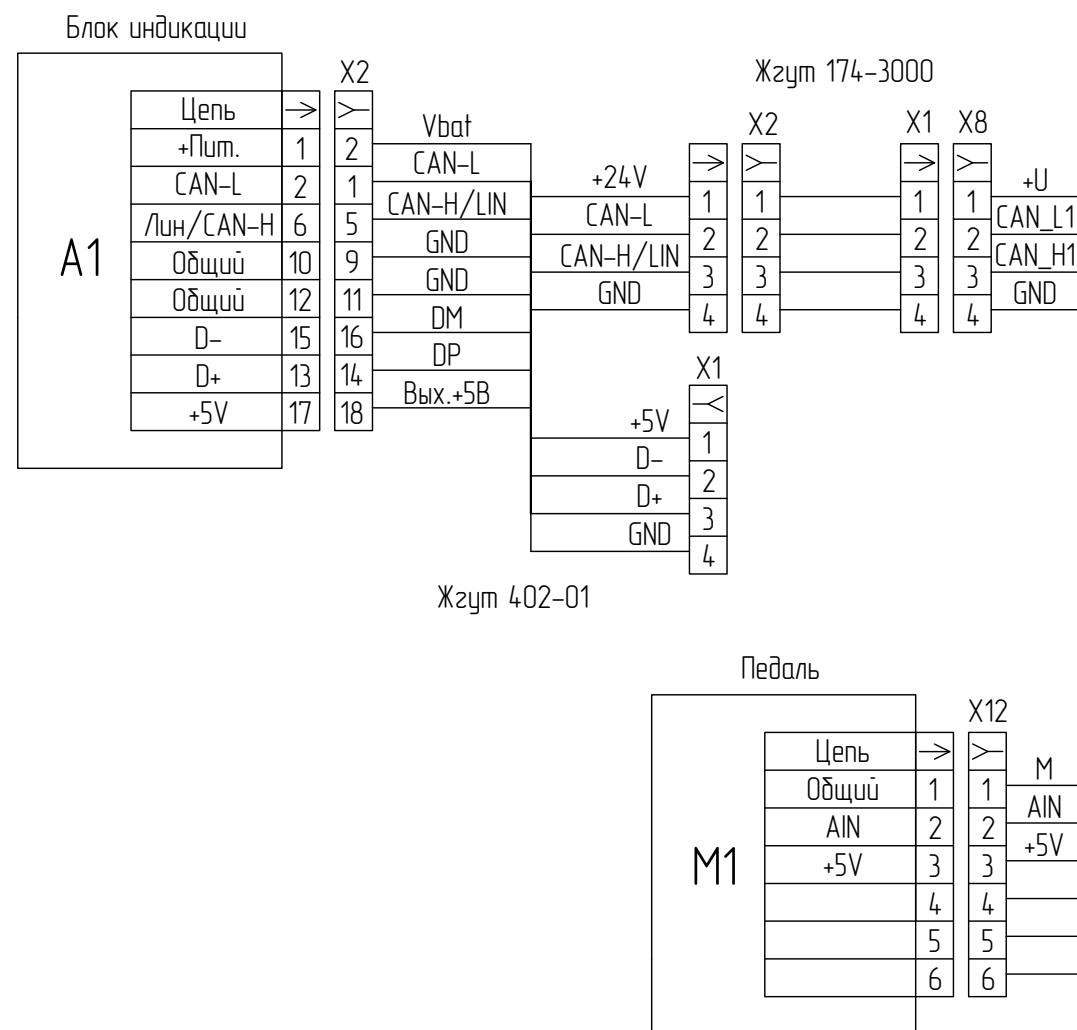 Блок индикации
A1
X2
Цепь
+Пит. 1 2 Vbat
CAN-L 2 1 CAN-L
Лин/CAN-H 6 5 CAN-H/LIN
Общий 10 9 GND
Общий 12 11 GND
D- 15 16 DM
D+ 13 14 DP
+5V 17 18 Вых.+5В
Жгут 174-3000
X2 X1 X8
+24V 1 1 1 1 +U
CAN-L 2 2 2 2 CAN_L1
CAN-H/LIN 3 3 3 3 CAN_H1
GND 4 4 4 4 GND
X1
+5V 1
D- 2
D+ 3
GND 4
Жгут 402-01
Педаль
M1
X12
Цепь
Общий 1 1 M
AIN 2 2 AIN
+5V 3 3 +5V
4 4
5 5
6 6